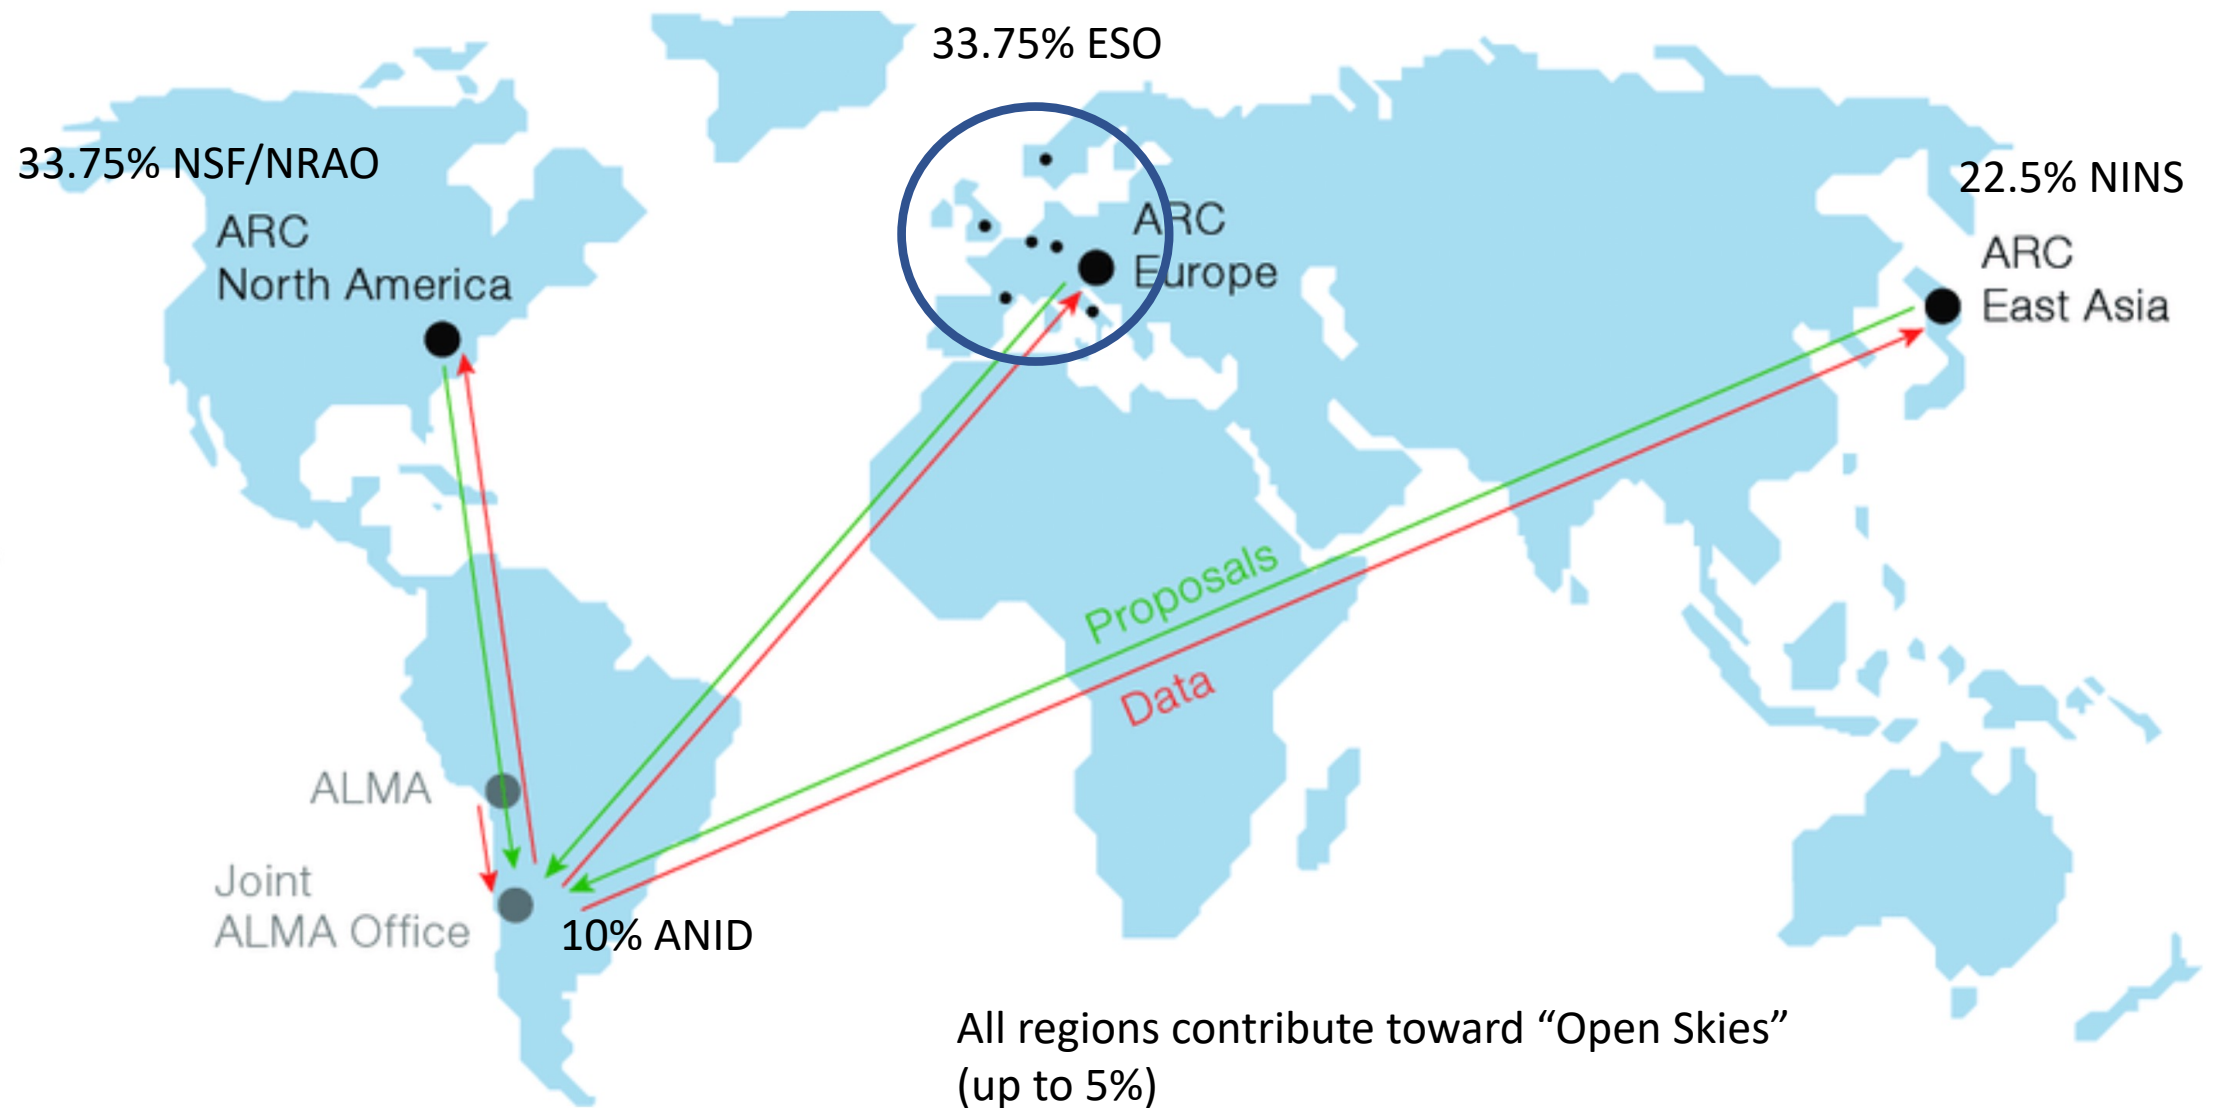 33.75% ESO
33.75% NSF/NRAO
ARC
North America
ARC
Europe
22.5% NINS
ARC
East Asia
Proposals
Data
ALMA
Joint
ALMA Office
10% ANID
All regions contribute toward “Open Skies”
(up to 5%)